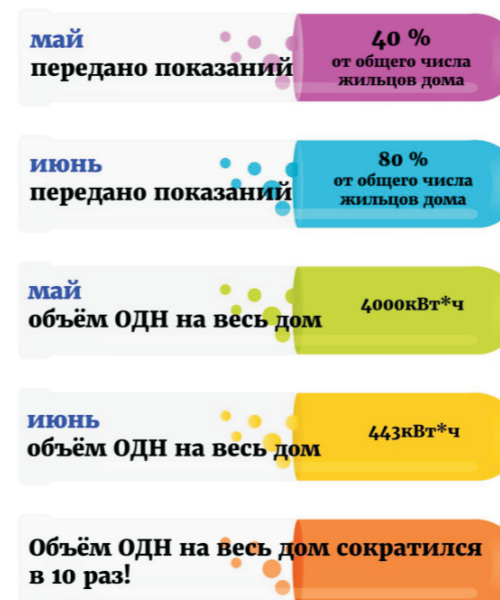 май
передано показаний
40 %
от общего числа
жильцов дома
июнь
передано показаний
80 %
от общего числа
жильцов дома
май
объём ОДН на весь дом
4000кВт*ч
июнь
объём ОДН на весь дом
443кВт*ч
Объём ОДН на весь дом сократился
в 10 раз!